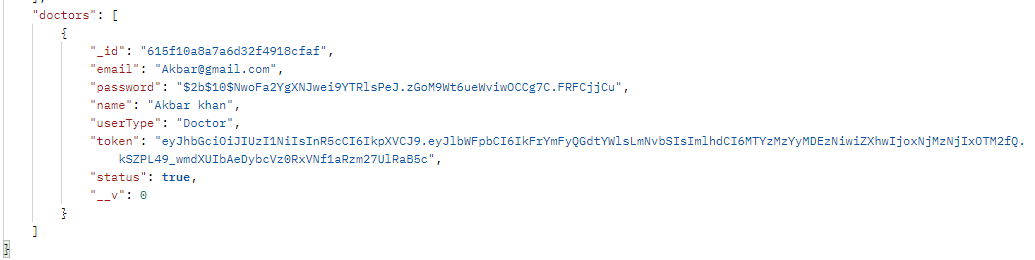 "doctors": [
{
"_id": "615f10a8a7a6d32f4918cfaf",
"email": "Akbar@gmail.com",
"password": "$2b$10$NwoFa2YgXNJwei9YTRlsPeJ.zGoM9Wt6ueWviwOCCg7C.FRFCjjCu",
"name": "Akbar khan",
"userType": "Doctor",
"token": "eyJhbGciOiJIUzI1NiIsInR5cCI6IkpXVCJ9.eyJlbWFpbCI6IkFrYmFyQGdtYWlsLmNvbSIsImlhdCI6MTYzMzYyMDEzNiwiZXhwIjoxNjMzNjIxOTM2fQ.
kSZPL49_wmdXUIbAeDybcVz0RxVNf1aRzm27UlRaB5c",
"status": true,
"__v": 0
}
]
}